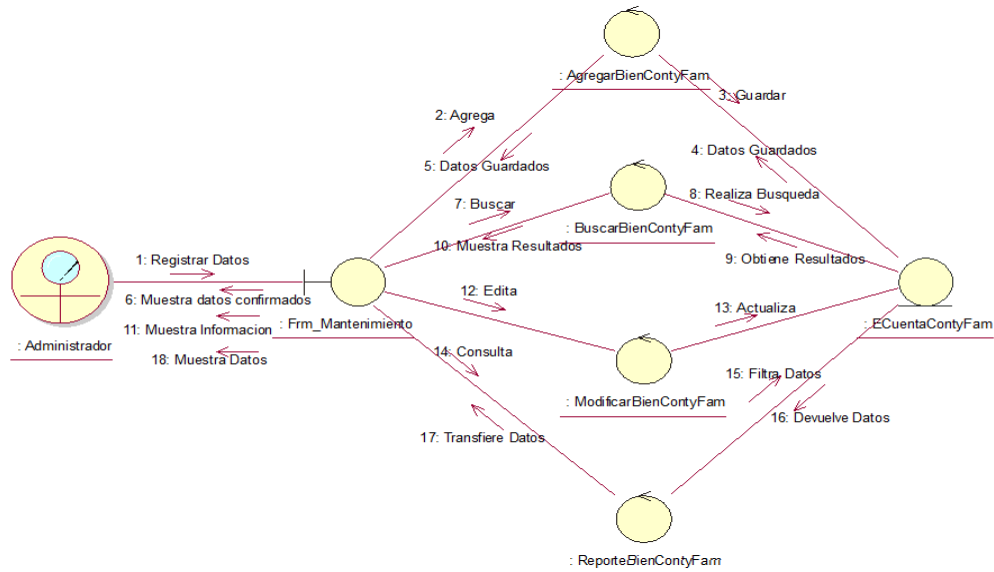 : AgregarBienContyFam
3: Guardar
2: Agrega
4: Datos Guardados
5: Datos Guardados
8: Realiza Busqueda
7: Buscar
: BuscarBienContyFam
10: Muestra Resultados
9: Obtiene Resultados
1: Registrar Datos
12: Edita
6: Muestra datos confirmados
13: Actualiza
11: Muestra Informacion
: Frm_Mantenimiento
: ECuentaContyFam
: Administrador
18: Muestra Datos
14: Consulta
15: Filtra Datos
: ModificarBienContyFam
16: Devuelve Datos
17: Transfiere Datos
: ReporteBienContyFam